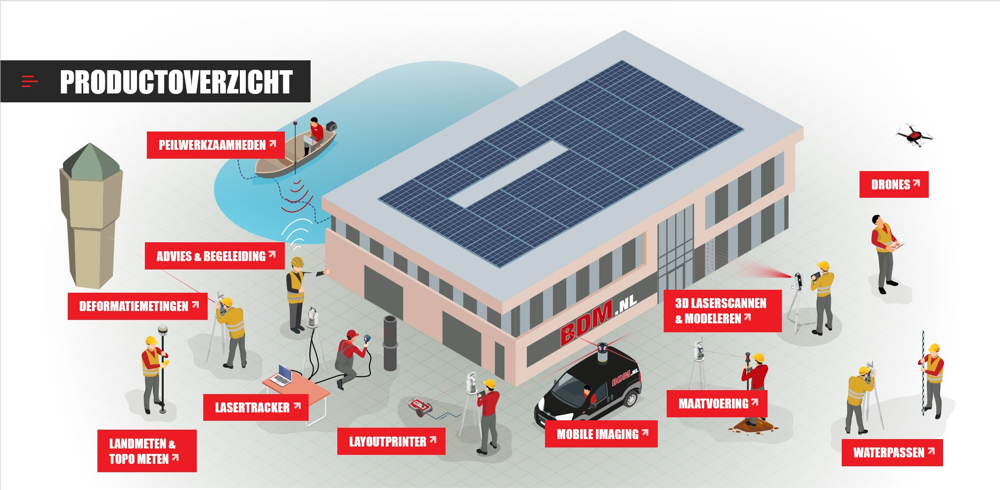 PRODUCTOVERZICHT
PEILWERKZAAMHEDEN
DRONES
ADVIES & BEGELEIDING
DEFORMATIEMETINGEN
3D LASERSCANNEN
& MODELEREN
BDM.NL
BDM.NL
MAATVOERING
LASERTRACKER
MOBILE IMAGING
LAYOUTPRINTER
LANDMETEN &
TOPO METEN
WATERPASSEN